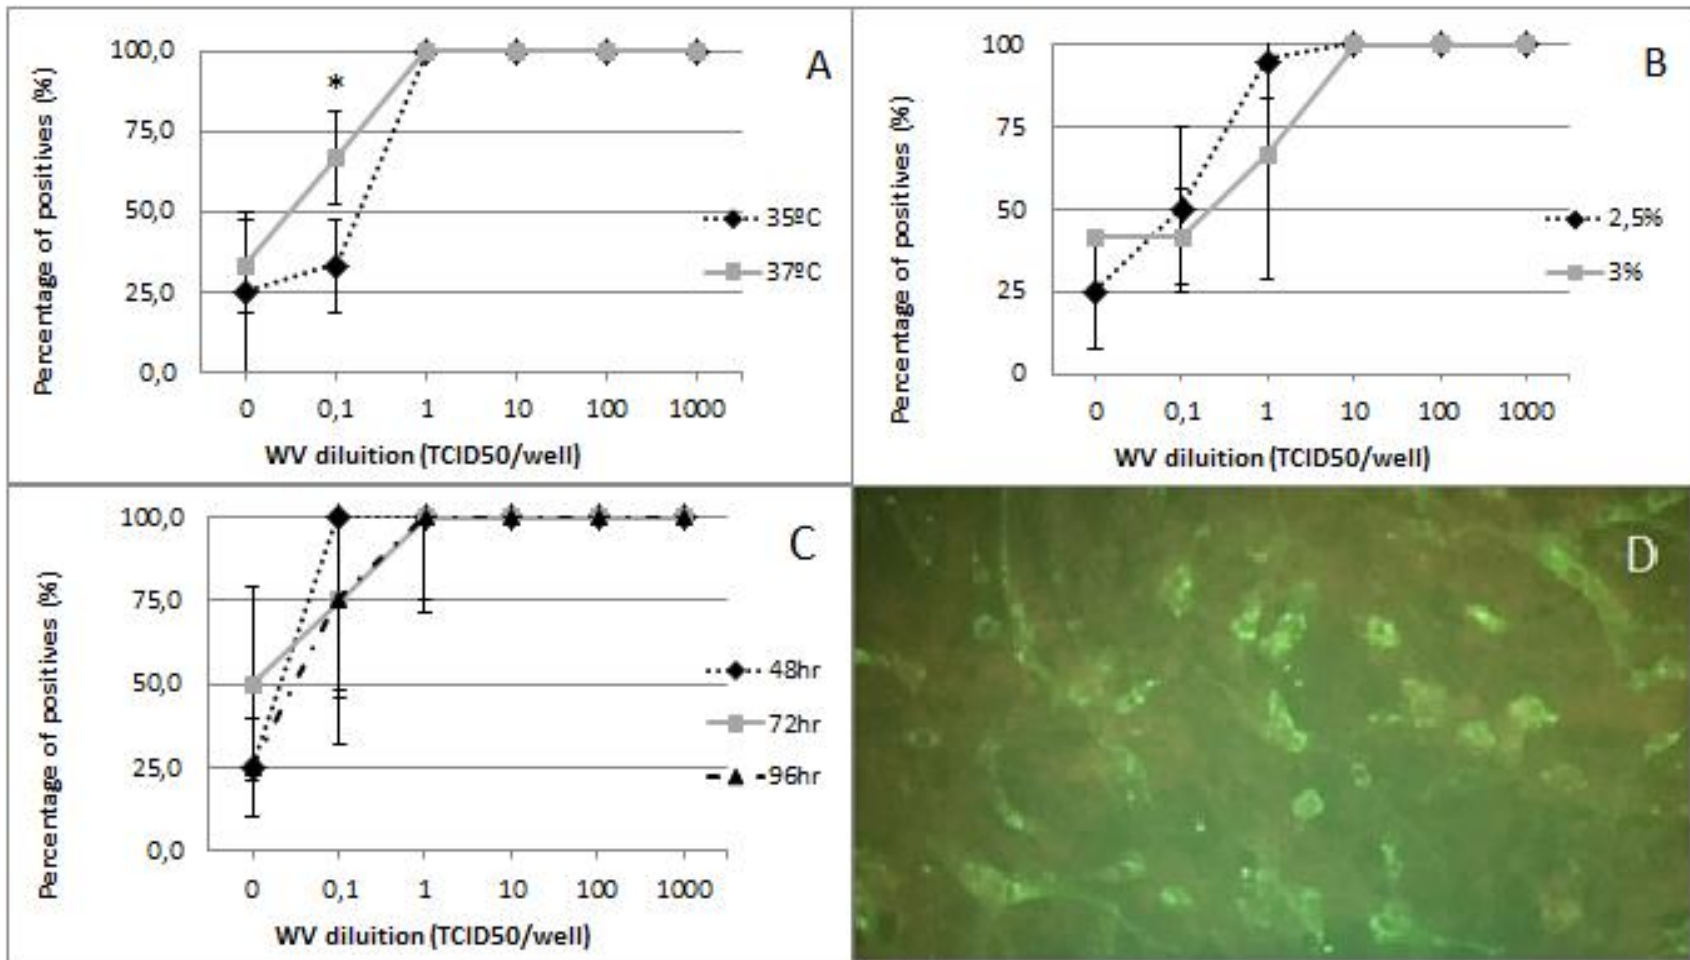 A
Percentage of positives (%)
100,0
75,0
50,0
25,0
0,0
*
35ºC
37ºC
0 0,1 1 10 100 1000
WV diluition (TCID50/well)
B
Percentage of positives (%)
100
75
50
25
0
2,5%
3%
0 0,1 1 10 100 1000
WV diluition (TCID50/well)
C
Percentage of positives (%)
100,0
75,0
50,0
25,0
0,0
48hr
72hr
96hr
0 0,1 1 10 100 1000
WV diluition (TCID50/well)
D